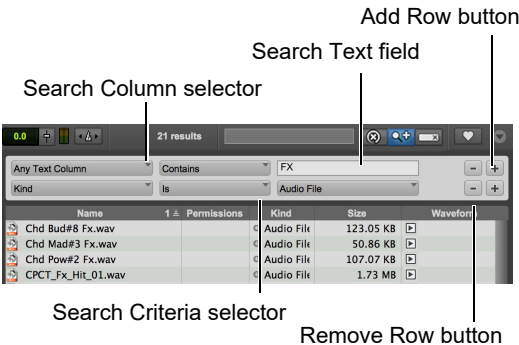 Add Row button
Search Text field
Search Column selector
0.0
21 results
Any Text Column Contains FX
Kind Is Audio File
Name 1 Permissions Kind Size Waveform
Chd Bud#8 Fx.wav Audio File 123.05 KB
Chd Mad#3 Fx.wav Audio File 50.86 KB
Chd Pow#2 Fx.wav Audio File 107.07 KB
CPCT_Fx_Hit_01.wav Audio File 1.73 MB
Search Criteria selector
Remove Row button